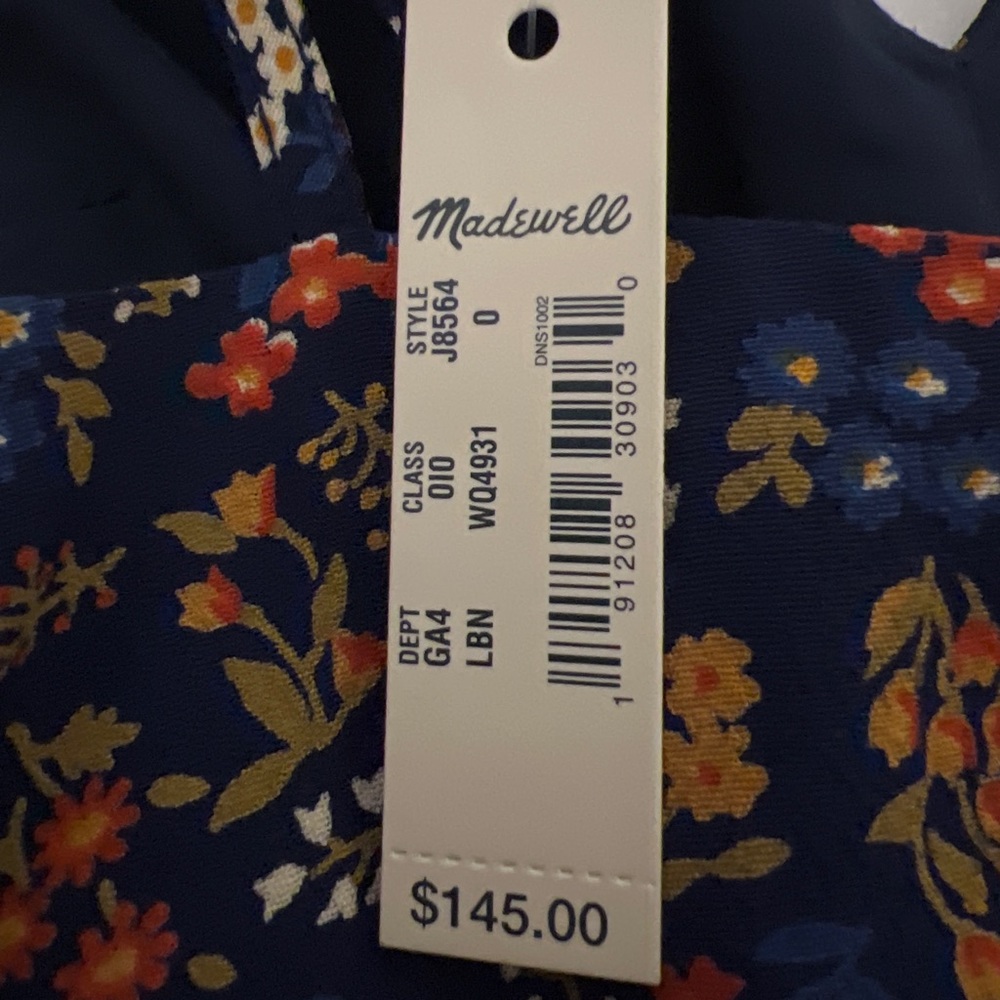 Madewell
DEPT CLASS STYLE
GA4 010 J8564
LBN WQ4931 0
DNS1002
1 91208 30903 0
$145.00